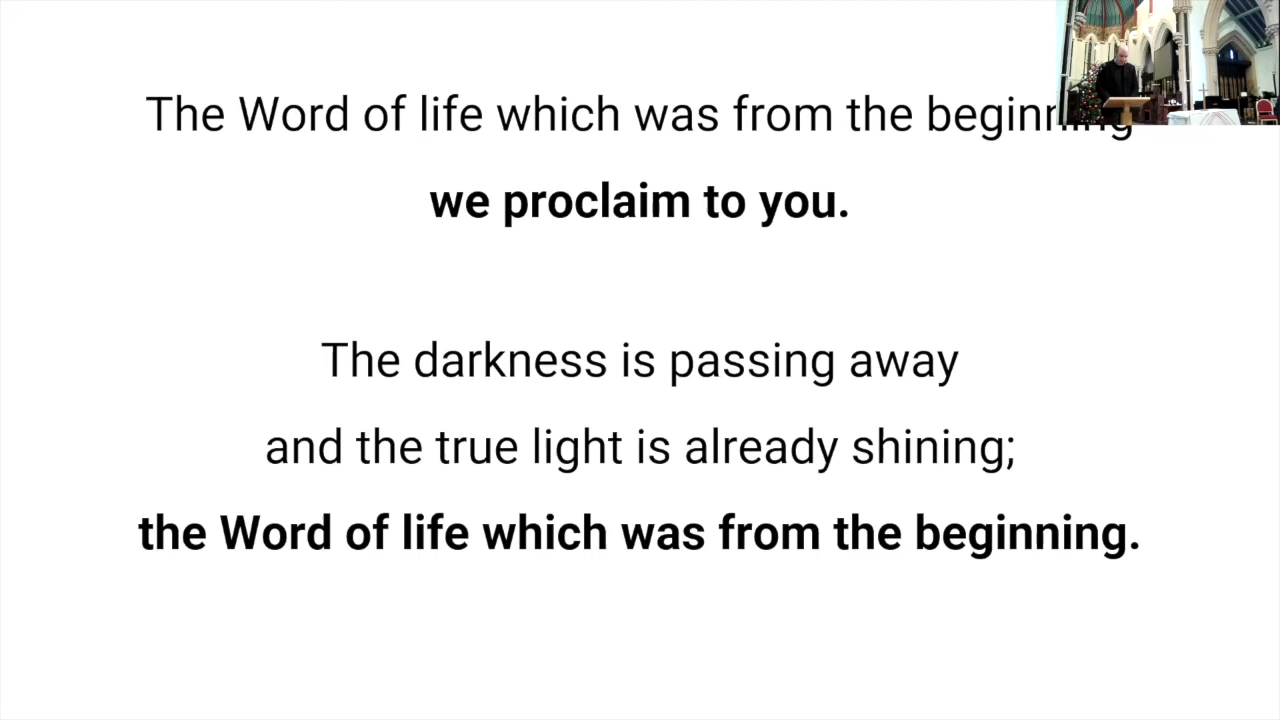 The Word of life which was from the beginning
we proclaim to you.
The darkness is passing away
and the true light is already shining;
the Word of life which was from the beginning.